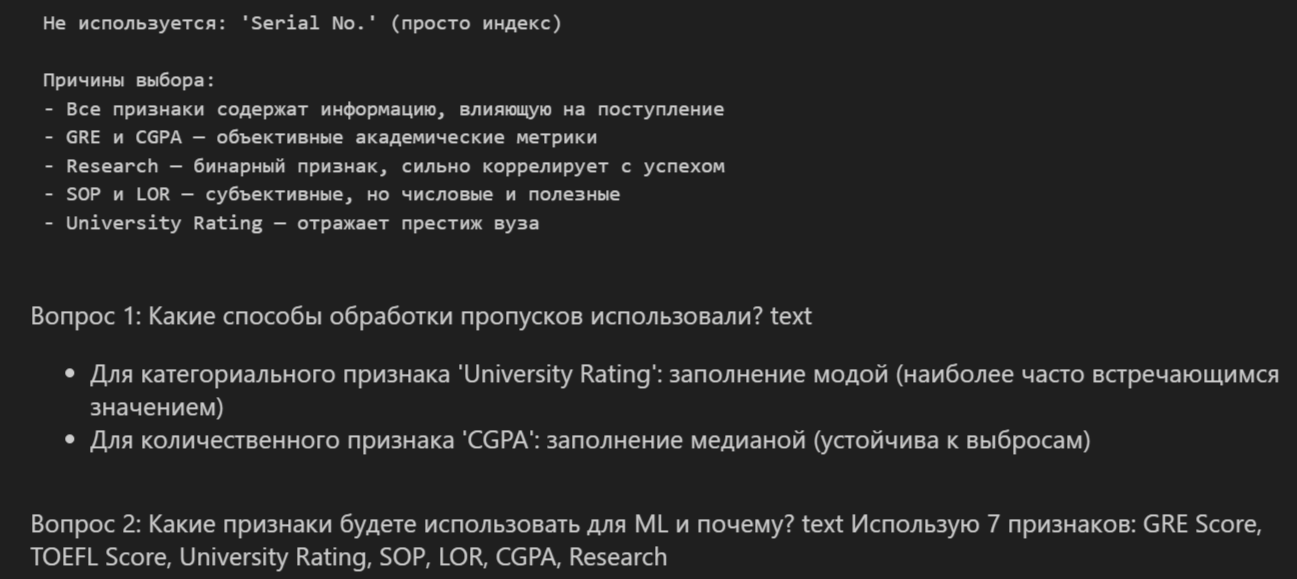 Не используется: 'Serial No.' (просто индекс)
Причины выбора:
- Все признаки содержат информацию, влияющую на поступление
- GRE и CGPA — объективные академические метрики
- Research — бинарный признак, сильно коррелирует с успехом
- SOP и LOR — субъективные, но числовые и полезные
- University Rating — отражает престиж вуза
Вопрос 1: Какие способы обработки пропусков использовали? text
• Для категориального признака 'University Rating': заполнение модой (наиболее часто встречающимся
значением)
• Для количественного признака 'CGPA': заполнение медианой (устойчива к выбросам)
Вопрос 2: Какие признаки будете использовать для ML и почему? text Использую 7 признаков: GRE Score,
TOEFL Score, University Rating, SOP, LOR, CGPA, Research